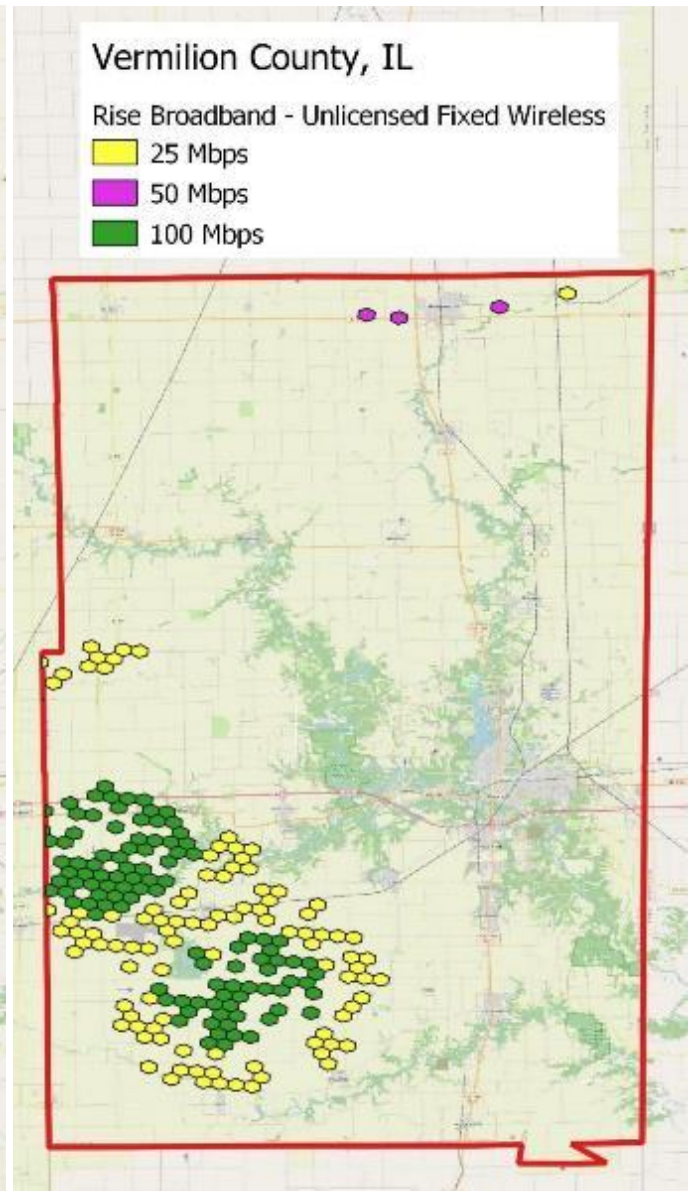 Vermilion County, IL
Rise Broadband - Unlicensed Fixed Wireless
25 Mbps
50 Mbps
100 Mbps